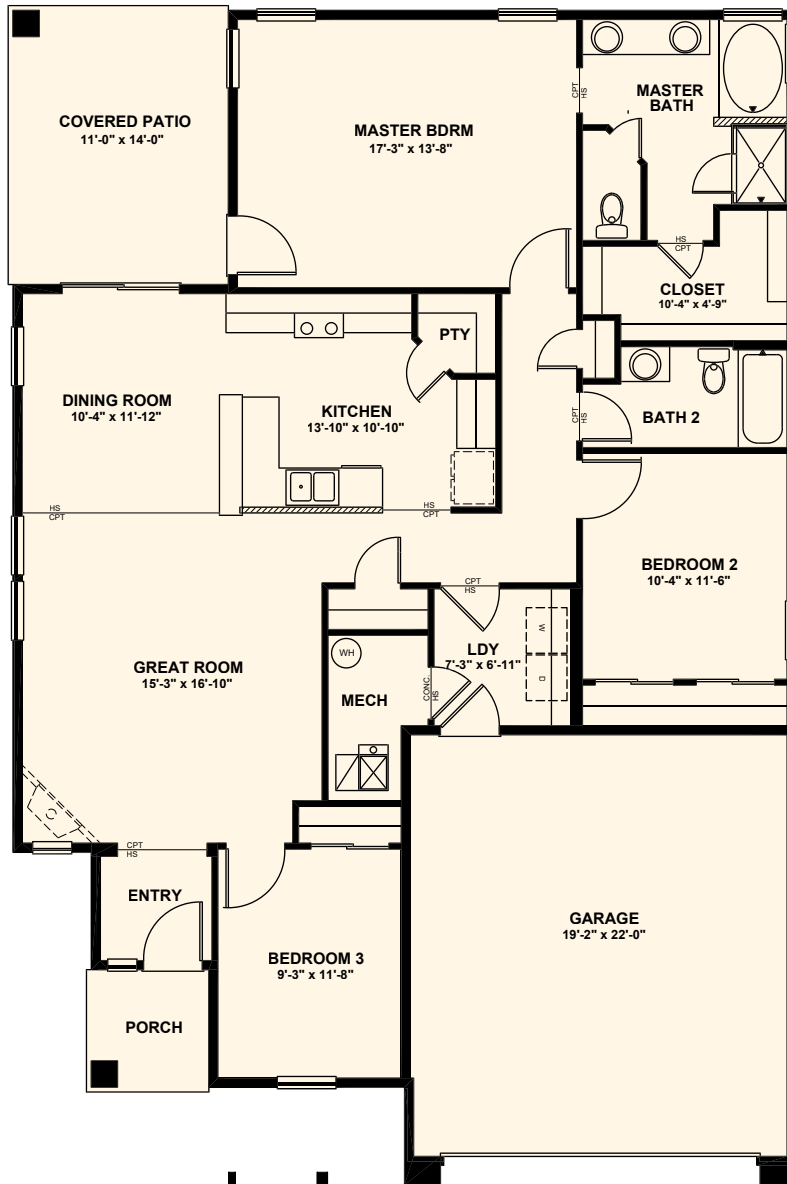 COVERED PATIO
11'-0" x 14'-0"
MASTER BDRM
17'-3" x 13'-8"
CPT
HS
MASTER
BATH
HS
CPT
CLOSET
10'-4" x 4'-9"
PTY
DINING ROOM
10'-4" x 11'-12"
KITCHEN
13'-10" x 10'-10"
CPT
HS
BATH 2
HS
CPT
HS
CPT
BEDROOM 2
10'-4" x 11'-6"
CPT
HS
W
D
LDY
7'-3" x 6'-11"
WH
MECH
CONC.
HS
GREAT ROOM
15'-3" x 16'-10"
CPT
HS
ENTRY
BEDROOM 3
9'-3" x 11'-8"
GARAGE
19'-2" x 22'-0"
PORCH